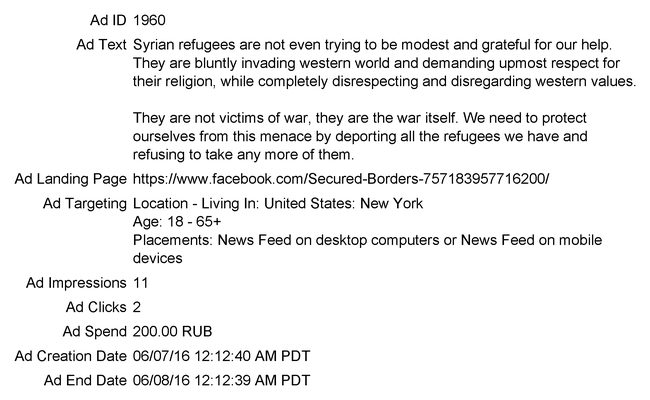 Ad ID 1960
Ad Text Syrian refugees are not even trying to be modest and grateful for our help.
They are bluntly invading western world and demanding upmost respect for
their religion, while completely disrespecting and disregarding western values.
They are not victims of war, they are the war itself. We need to protect
ourselves from this menace by deporting all the refugees we have and
refusing to take any more of them.
Ad Landing Page https://www.facebook.com/Secured-Borders-757183957716200/
Ad Targeting Location - Living In: United States: New York
Age: 18 - 65+
Placements: News Feed on desktop computers or News Feed on mobile
devices
Ad Impressions 11
Ad Clicks 2
Ad Spend 200.00 RUB
Ad Creation Date 06/07/16 12:12:40 AM PDT
Ad End Date 06/08/16 12:12:39 AM PDT